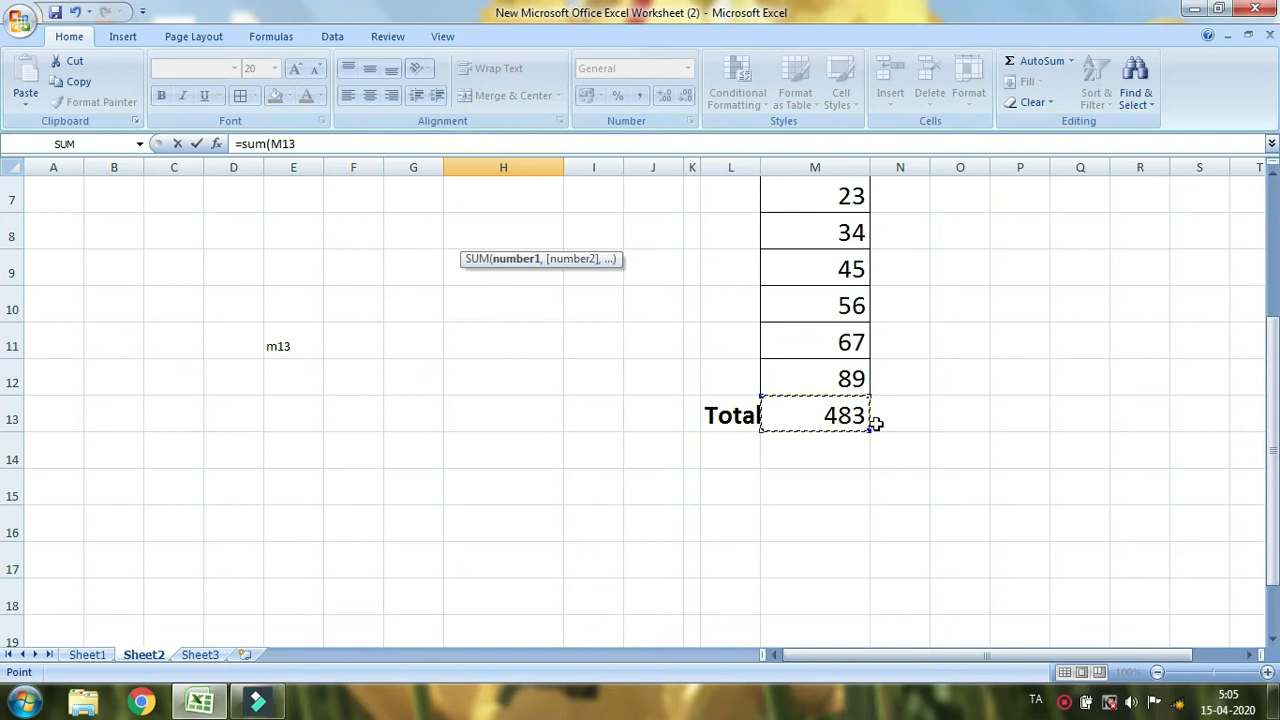 New Microsoft Office Excel Worksheet (2) - Microsoft Excel
Home Insert Page Layout Formulas Data Review View
Paste Cut Copy Format Painter Clipboard
20 B I U Font
Wrap Text Merge & Center Alignment
General % , Number
Conditional Formatting Format as Table Cell Styles Styles
Insert Delete Format Cells
Σ AutoSum Fill Clear Sort & Filter Find & Select Editing
SUM fx =sum(M13
A B C D E F G H I J K L M N O P Q R S T
7 23
8 34
SUM(number1, [number2], ...)
9 45
10 56
11 m13 67
12 89
13 Total 483
14
15
16
17
18
19
Sheet1 Sheet2 Sheet3
Point 100%
TA 5:05
15-04-2020